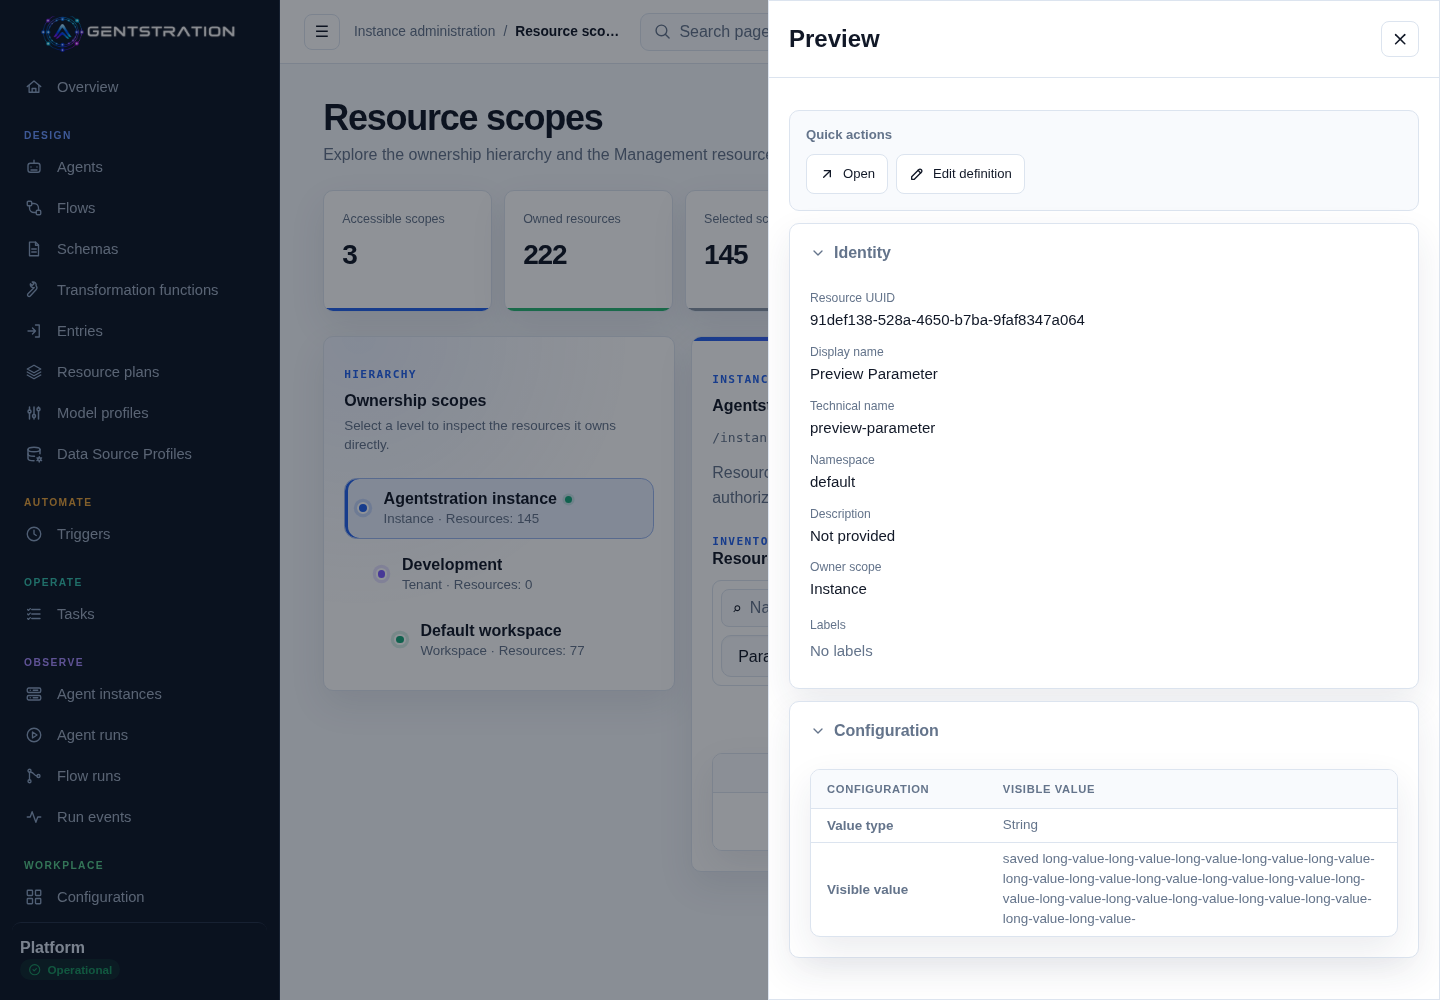 GENTSTRATION
Overview
DESIGN
Agents
Flows
Schemas
Transformation functions
Entries
Resource plans
Model profiles
Data Source Profiles
AUTOMATE
Triggers
OPERATE
Tasks
OBSERVE
Agent instances
Agent runs
Flow runs
Run events
WORKPLACE
Configuration
Platform
Operational
Instance administration / Resource sco…
Search page
Resource scopes
Explore the ownership hierarchy and the Management resource
Accessible scopes
3
Owned resources
222
Selected sc
145
HIERARCHY
Ownership scopes
Select a level to inspect the resources it owns
directly.
Agentstration instance
Instance · Resources: 145
Development
Tenant · Resources: 0
Default workspace
Workspace · Resources: 77
INSTANC
Agentst
/instan
Resourc
authoriz
INVENTO
Resour
Na
Para
Preview
Quick actions
Open
Edit definition
Identity
Resource UUID
91def138-528a-4650-b7ba-9faf8347a064
Display name
Preview Parameter
Technical name
preview-parameter
Namespace
default
Description
Not provided
Owner scope
Instance
Labels
No labels
Configuration
CONFIGURATION VISIBLE VALUE
Value type String
Visible value
saved long-value-long-value-long-value-long-value-long-value-
long-value-long-value-long-value-long-value-long-value-long-
value-long-value-long-value-long-value-long-value-long-value-
long-value-long-value-